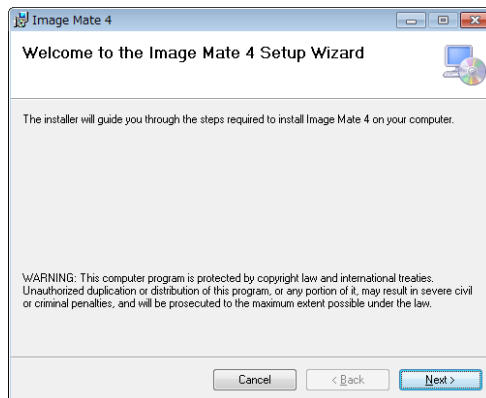 Image Mate 4
Welcome to the Image Mate 4 Setup Wizard
The installer will guide you through the steps required to install Image Mate 4 on your computer.
WARNING: This computer program is protected by copyright law and international treaties.
Unauthorized duplication or distribution of this program, or any portion of it, may result in severe civil
or criminal penalties, and will be prosecuted to the maximum extent possible under the law.
Cancel
< Back
Next >